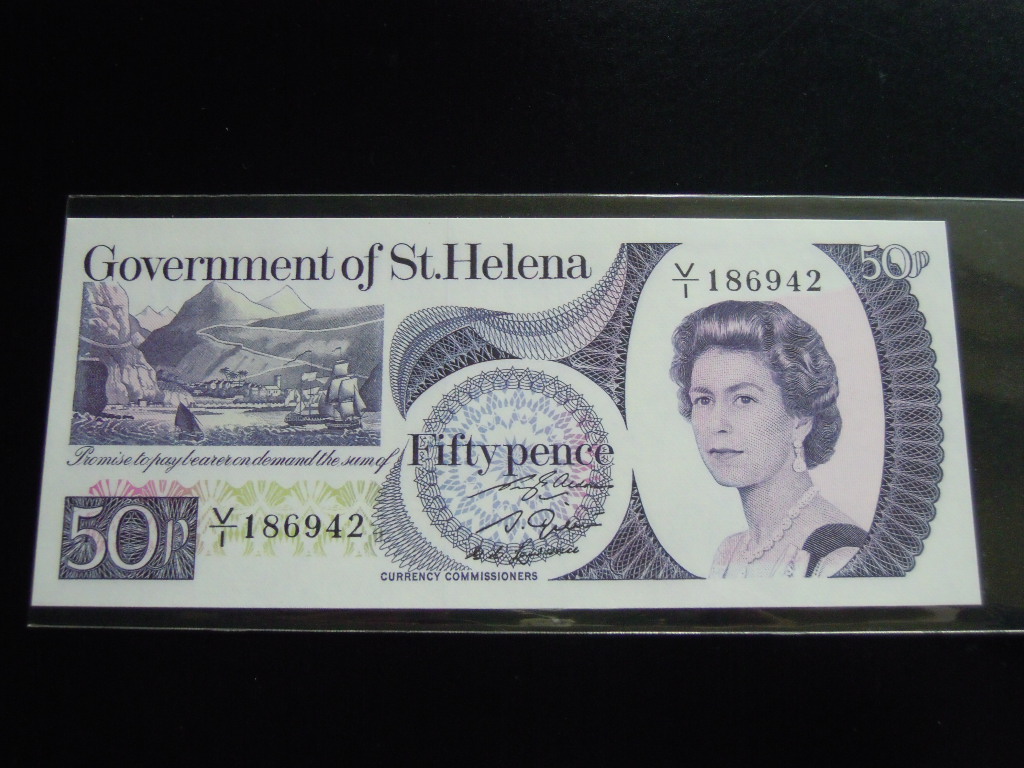 Government of St.Helena
50p
V/1 186942
Promise to pay bearer on demand the sum of
Fifty pence
50p
V/1 186942
CURRENCY COMMISSIONERS